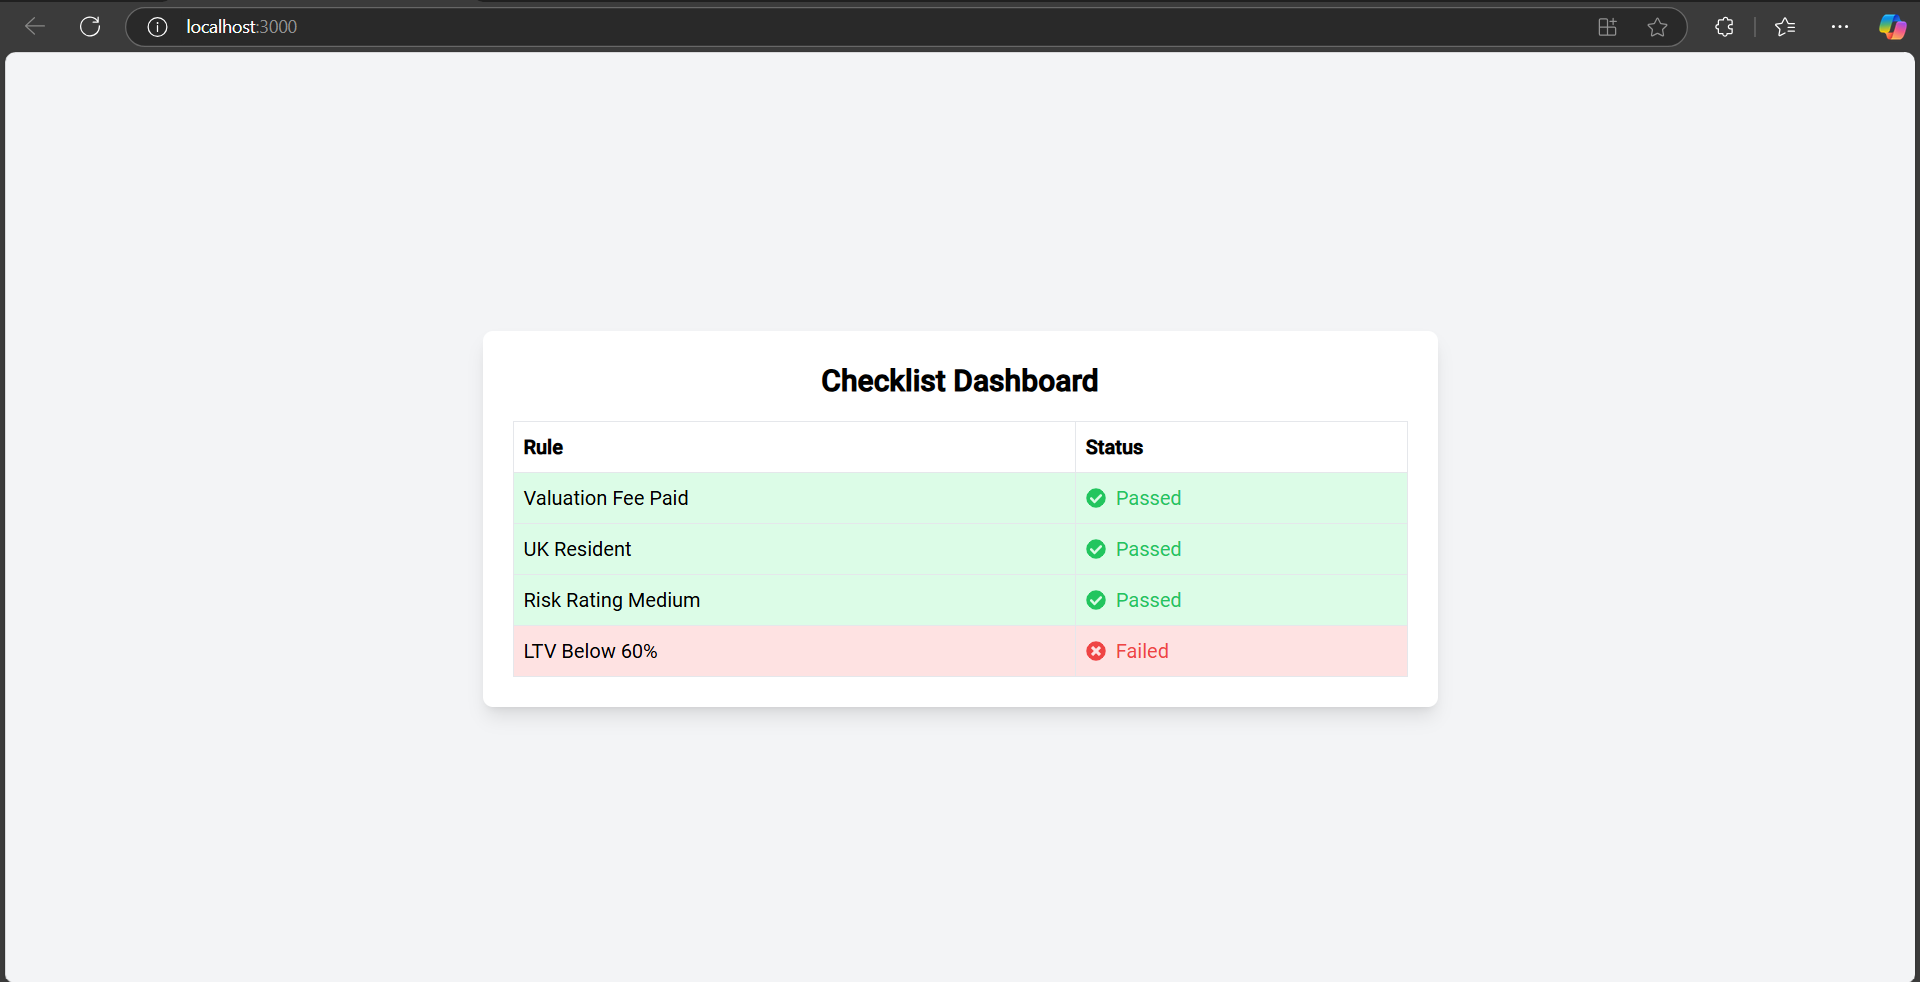 localhost:3000
Checklist Dashboard
Rule Status
Valuation Fee Paid Passed
UK Resident Passed
Risk Rating Medium Passed
LTV Below 60% Failed